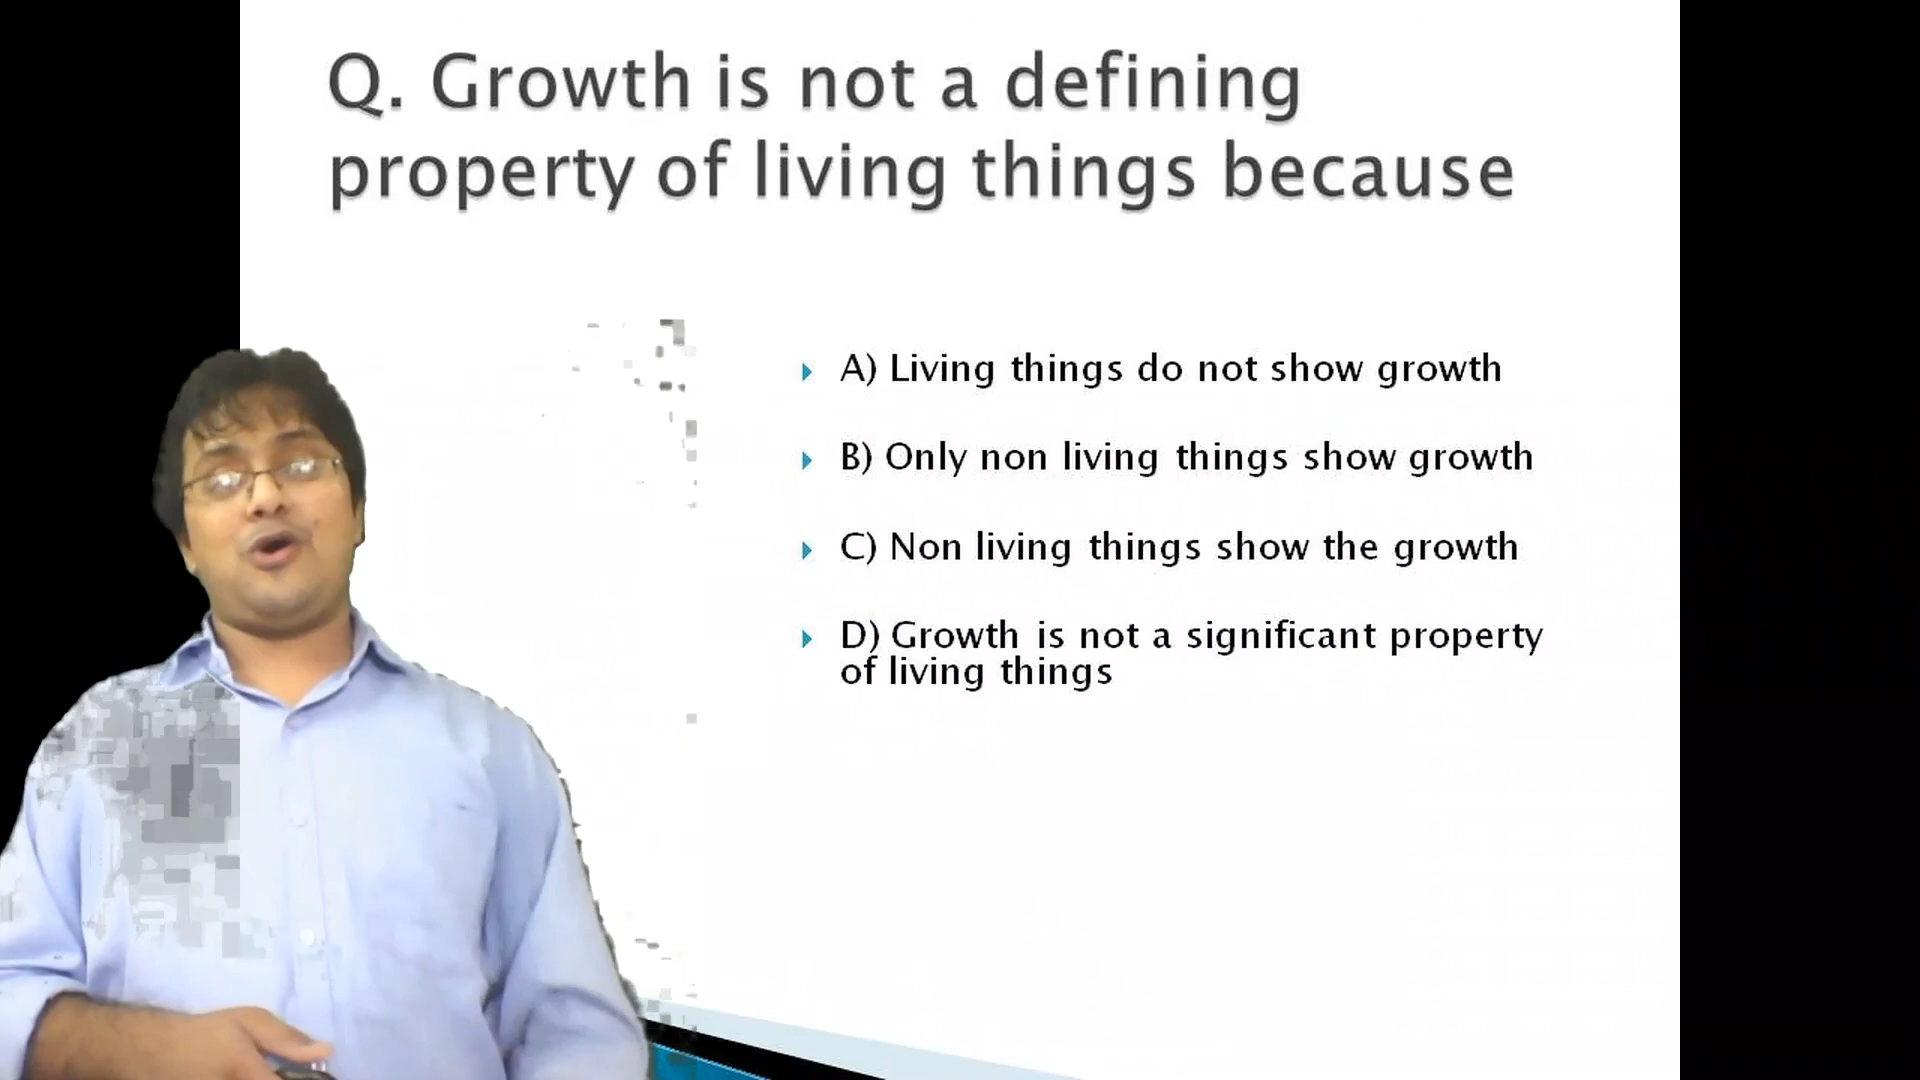 Q. Growth is not a defining
property of living things because
A) Living things do not show growth
B) Only non living things show growth
C) Non living things show the growth
D) Growth is not a significant property
of living things